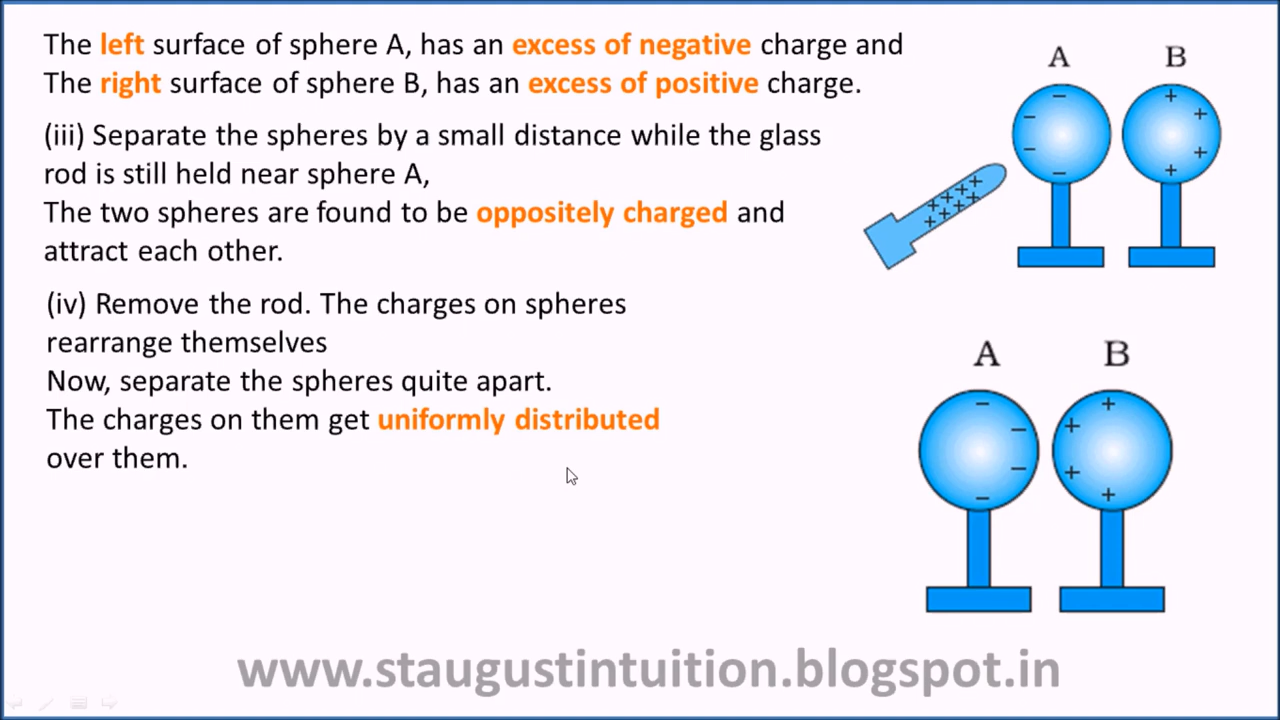 The left surface of sphere A, has an excess of negative charge and
The right surface of sphere B, has an excess of positive charge.
(iii) Separate the spheres by a small distance while the glass
rod is still held near sphere A,
The two spheres are found to be oppositely charged and
attract each other.
(iv) Remove the rod. The charges on spheres
rearrange themselves
Now, separate the spheres quite apart.
The charges on them get uniformly distributed
over them.
A B
A B
www.staugustintuition.blogspot.in